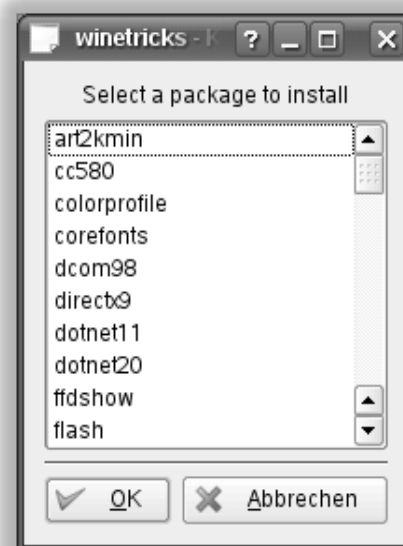 winetricks - K
Select a package to install
art2kmin
cc580
colorprofile
corefonts
dcom98
directx9
dotnet11
dotnet20
ffdshow
flash
OK
Abbrechen